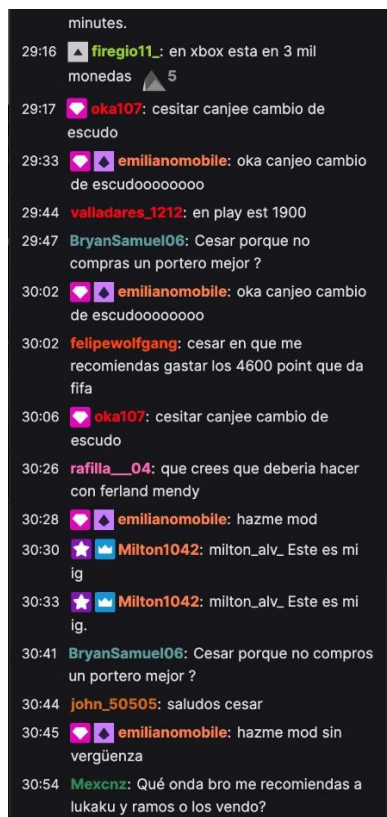 minutes.
29:16 firegio11_: en xbox esta en 3 mil
monedas 5
29:17 oka107: cesitar canjee cambio de
escudo
29:33 emilianomobile: oka canjeo cambio
de escudoooooooo
29:44 valladares_1212: en play est 1900
29:47 BryanSamuel06: Cesar porque no
compras un portero mejor ?
30:02 emilianomobile: oka canjeo cambio
de escudoooooooo
30:02 felipewolfgang: cesar en que me
recomiendas gastar los 4600 point que da
fifa
30:06 oka107: cesitar canjee cambio de
escudo
30:26 rafilla___04: que crees que deberia hacer
con ferland mendy
30:28 emilianomobile: hazme mod
30:30 Milton1042: milton_alv_ Este es mi
ig
30:33 Milton1042: milton_alv_ Este es mi
ig.
30:41 BryanSamuel06: Cesar porque no compros
un portero mejor ?
30:44 john_50505: saludos cesar
30:45 emilianomobile: hazme mod sin
vergüenza
30:54 Mexcnz: Qué onda bro me recomiendas a
lukaku y ramos o los vendo?